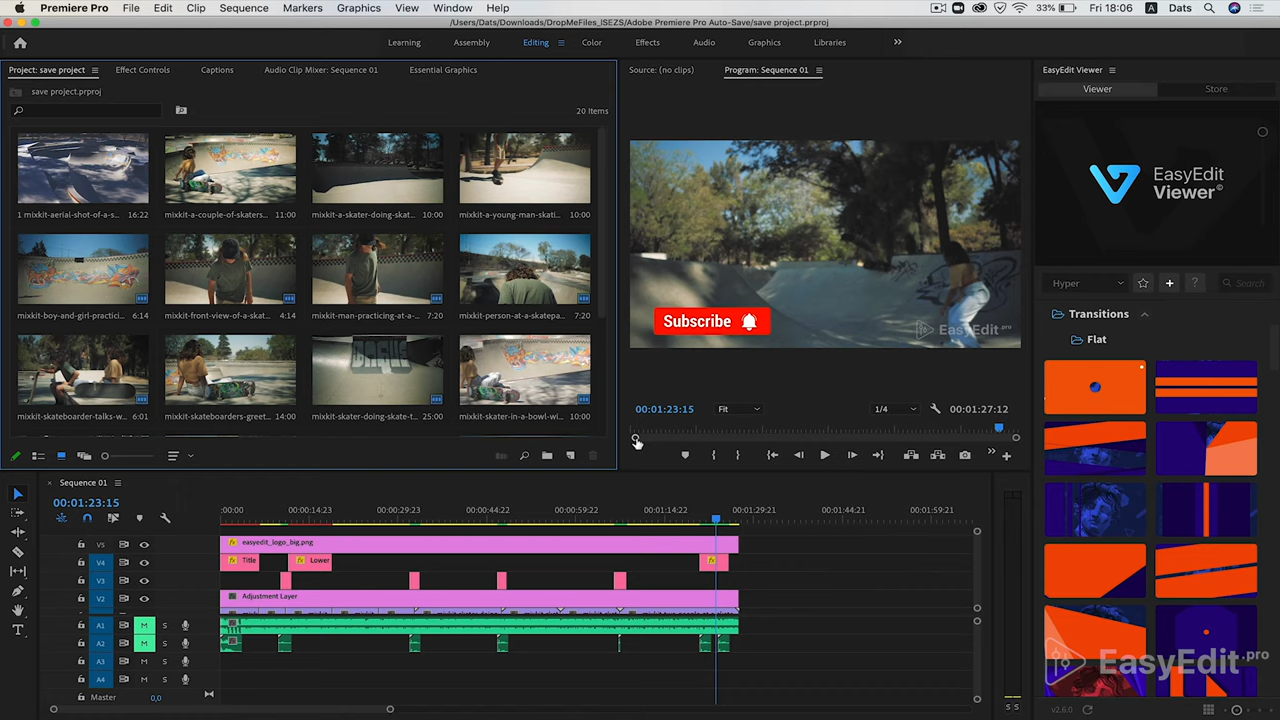 Premiere Pro File Edit Clip Sequence Markers Graphics View Window Help 33% Fri 18:06 A Dats
/Users/Dats/Downloads/DropMeFiles_ISEZS/Adobe Premiere Pro Auto-Save/save project.prproj
Learning Assembly Editing Color Effects Audio Graphics Libraries
Project: save project Effect Controls Captions Audio Clip Mixer: Sequence 01 Essential Graphics
save project.prproj
20 Items
1 mixkit-aerial-shot-of-a-s... 16:22
mixkit-a-couple-of-skaters... 11:00
mixkit-a-skater-doing-skat... 10:00
mixkit-a-young-man-skati... 10:00
mixkit-boy-and-girl-practici... 6:14
mixkit-front-view-of-a-skat... 4:14
mixkit-man-practicing-at-a-... 7:20
mixkit-person-at-a-skatepa... 7:20
mixkit-skateboarder-talks-w... 6:01
mixkit-skateboarders-greet... 14:00
mixkit-skater-doing-skate-t... 25:00
mixkit-skater-in-a-bowl-wi... 10:00
Source: (no clips) Program: Sequence 01
Subscribe
EasyEdit.pro
00:01:23:15 Fit 1/4 00:01:27:12
EasyEdit Viewer
Viewer Store
EasyEdit
Viewer©
Hyper ? Search
Transitions
Flat
EasyEdit.pro
v2.6.0
Sequence 01
00:01:23:15
:00:00 00:00:14:23 00:00:29:23 00:00:44:22 00:00:59:22 00:01:14:22 00:01:29:21 00:01:44:21 00:01:59:21
V5 fx easyedit_logo_big.png
V4 fx Title fx Lower fx
V3
V2 Adjustment Layer
A1 M S
A2 M S
A3 M S
A4 M S
Master 0,0
S S